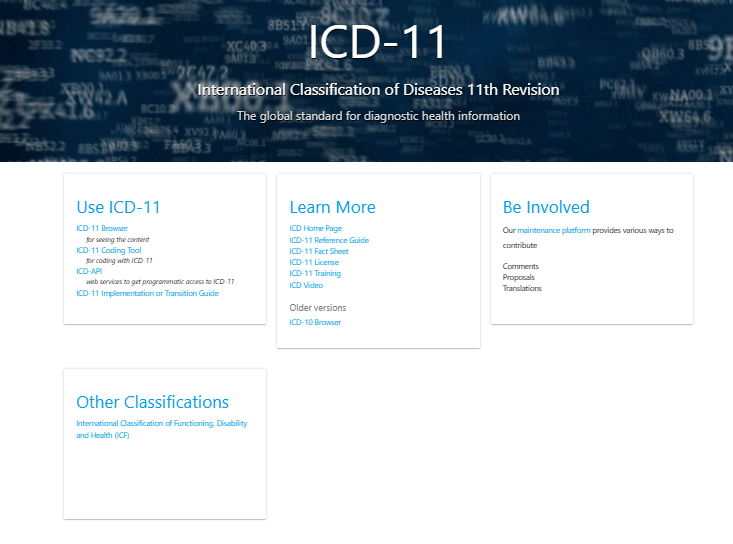 ICD-11
International Classification of Diseases 11th Revision
The global standard for diagnostic health information
Use ICD-11
ICD-11 Browser
for seeing the content
ICD-11 Coding Tool
for coding with ICD-11
ICD-API
web services to get programmatic access to ICD-11
ICD-11 Implementation or Transition Guide
Learn More
ICD Home Page
ICD-11 Reference Guide
ICD-11 Fact Sheet
ICD-11 License
ICD-11 Training
ICD Video
Older versions
ICD-10 Browser
Be Involved
Our maintenance platform provides various ways to
contribute
Comments
Proposals
Translations
Other Classifications
International Classification of Functioning, Disability
and Health (ICF)